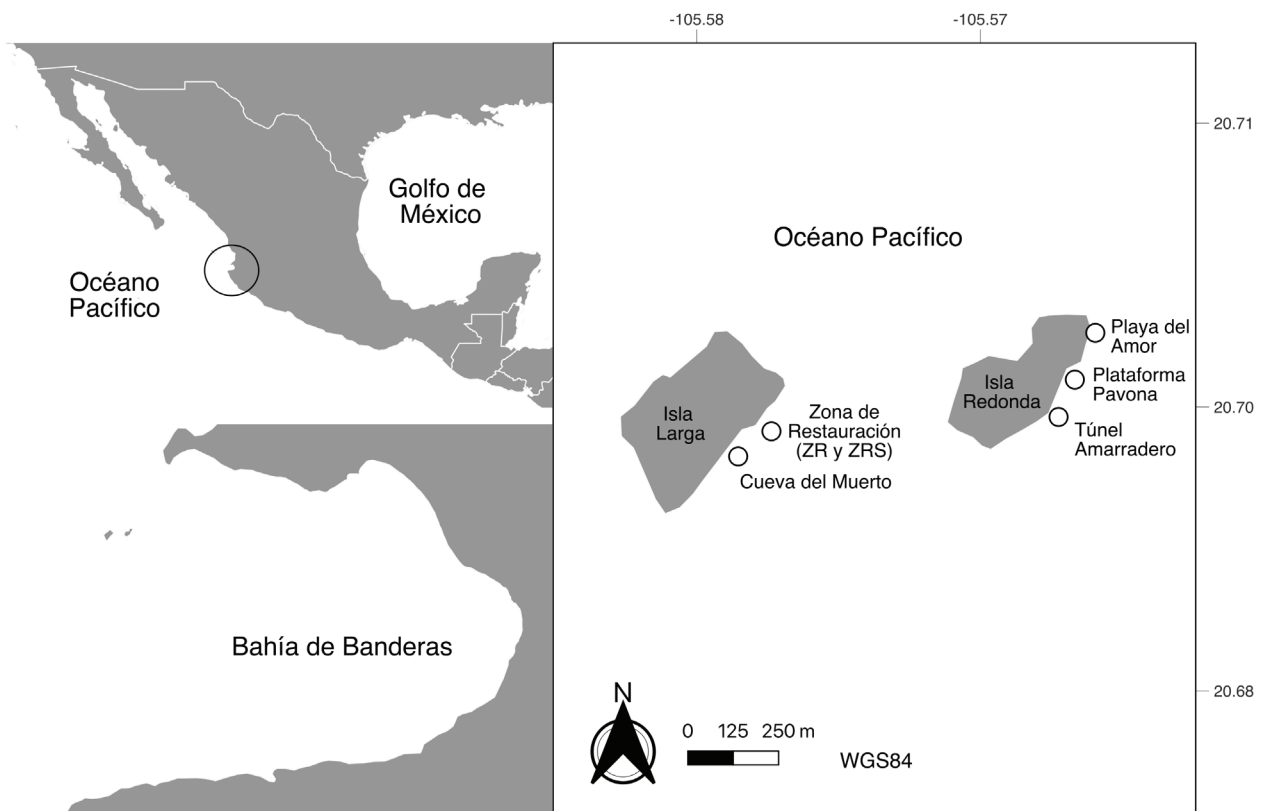 -105.58
-105.57
20.71
20.70
20.68
Golfo de
México
Océano
Pacífico
Bahía de Banderas
Océano Pacífico
Isla
Larga
Zona de
Restauración
(ZR y ZRS)
Cueva del Muerto
Isla
Redonda
Playa del
Amor
Plataforma
Pavona
Túnel
Amarradero
N
0 125 250 m
WGS84